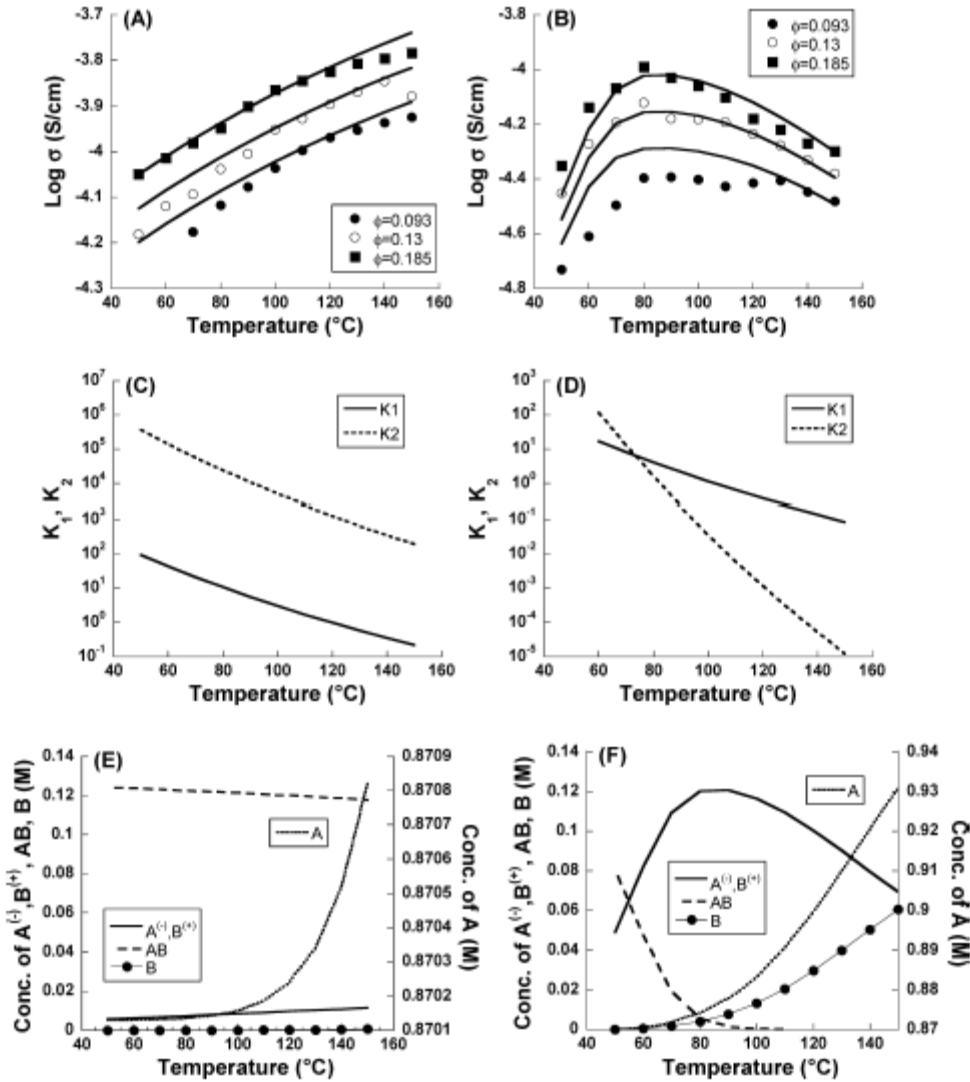 (A)
-3.7
-3.8
-3.9
-4
-4.1
-4.2
-4.3
Log σ (S/cm)
ϕ=0.093
ϕ=0.13
ϕ=0.185
40 60 80 100 120 140 160
Temperature (°C)
(B)
-3.8
-4
-4.2
-4.4
-4.6
-4.8
Log σ (S/cm)
ϕ=0.093
ϕ=0.13
ϕ=0.185
40 60 80 100 120 140 160
Temperature (°C)
(C)
10⁷
10⁶
10⁵
10⁴
10³
10²
10¹
10⁰
10⁻¹
K₁, K₂
K1
K2
40 60 80 100 120 140 160
Temperature (°C)
(D)
10³
10²
10¹
10⁰
10⁻¹
10⁻²
10⁻³
10⁻⁴
10⁻⁵
K₁, K₂
K1
K2
40 60 80 100 120 140 160
Temperature (°C)
(E)
0.14
0.12
0.1
0.08
0.06
0.04
0.02
0
Conc. of A⁽⁻⁾,B⁽⁺⁾, AB, B (M)
A
A⁽⁻⁾,B⁽⁺⁾
AB
B
0.8709
0.8708
0.8707
0.8706
0.8705
0.8704
0.8703
0.8702
0.8701
Conc. of A (M)
40 60 80 100 120 140 160
Temperature (°C)
(F)
0.14
0.12
0.1
0.08
0.06
0.04
0.02
0
Conc. of A⁽⁻⁾,B⁽⁺⁾, AB, B (M)
A
A⁽⁻⁾,B⁽⁺⁾
AB
B
0.94
0.93
0.92
0.91
0.9
0.89
0.88
0.87
Conc. of A (M)
40 60 80 100 120 140
Temperature (°C)